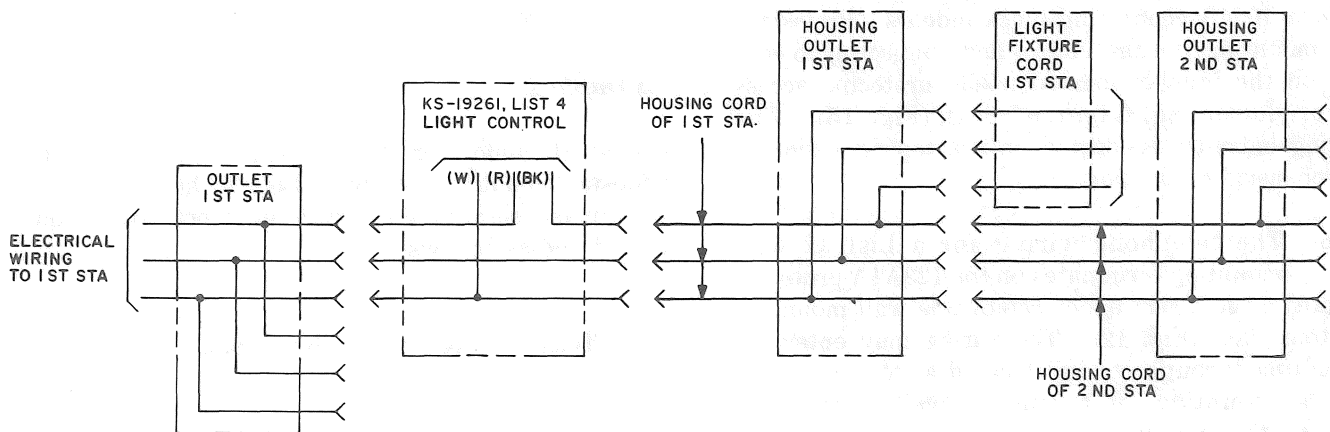 HOUSING
OUTLET
1ST STA
LIGHT
FIXTURE
CORD
1ST STA
HOUSING
OUTLET
2ND STA
KS-19261, LIST 4
LIGHT CONTROL
HOUSING CORD
OF 1ST STA.
(W) (R) (BK)
OUTLET
1ST STA
ELECTRICAL
WIRING
TO 1ST STA
HOUSING CORD
OF 2ND STA